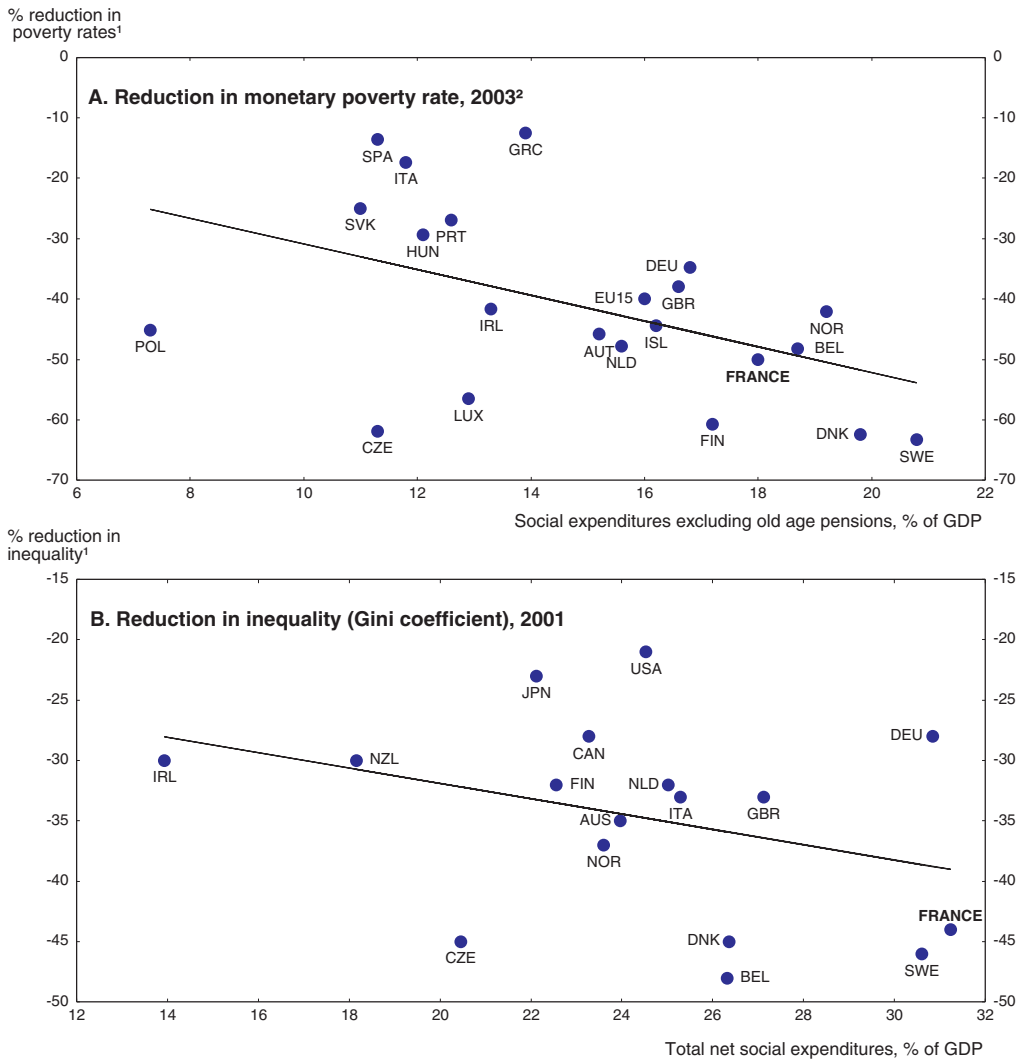 % reduction in
poverty rates¹
0 0
A. Reduction in monetary poverty rate, 2003²
-10 -10
GRC
SPA
ITA
-20 -20
SVK
PRT
HUN
-30 -30
DEU
EU15
GBR
-40 -40
IRL
NOR
ISL
BEL
POL
AUT
NLD
FRANCE
-50 -50
LUX
-60 -60
CZE
FIN
DNK
SWE
-70 -70
6 8 10 12 14 16 18 20 22
Social expenditures excluding old age pensions, % of GDP
% reduction in
inequality¹
-15 -15
B. Reduction in inequality (Gini coefficient), 2001
-20 -20
USA
JPN
-25 -25
DEU
CAN
NZL
-30 -30
IRL
FIN
NLD
ITA
GBR
AUS
-35 -35
NOR
-40 -40
FRANCE
DNK
-45 -45
CZE
SWE
BEL
-50 -50
12 14 16 18 20 22 24 26 28 30 32
Total net social expenditures, % of GDP